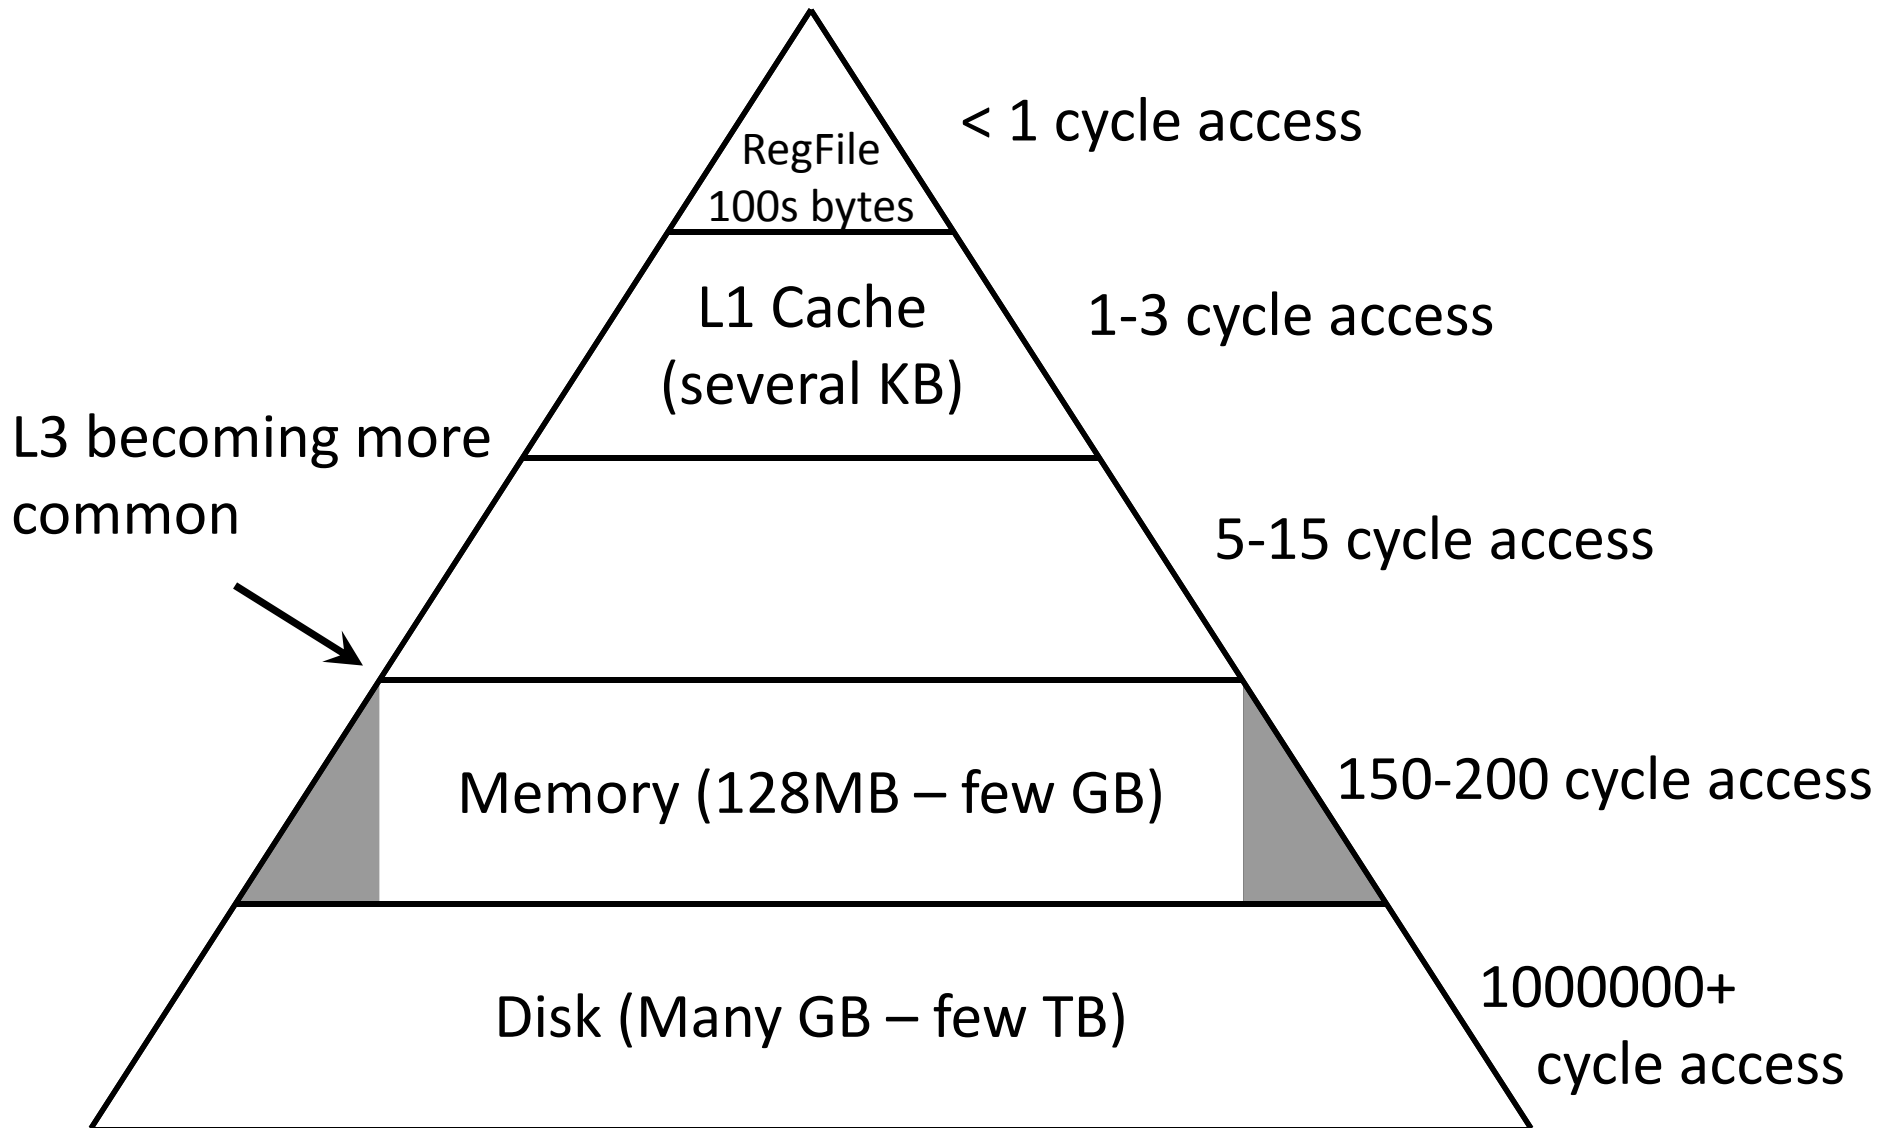 < 1 cycle access
RegFile
100s bytes
L1 Cache
(several KB)
1-3 cycle access
L3 becoming more
common
5-15 cycle access
Memory (128MB – few GB)
150-200 cycle access
Disk (Many GB – few TB)
1000000+
cycle access